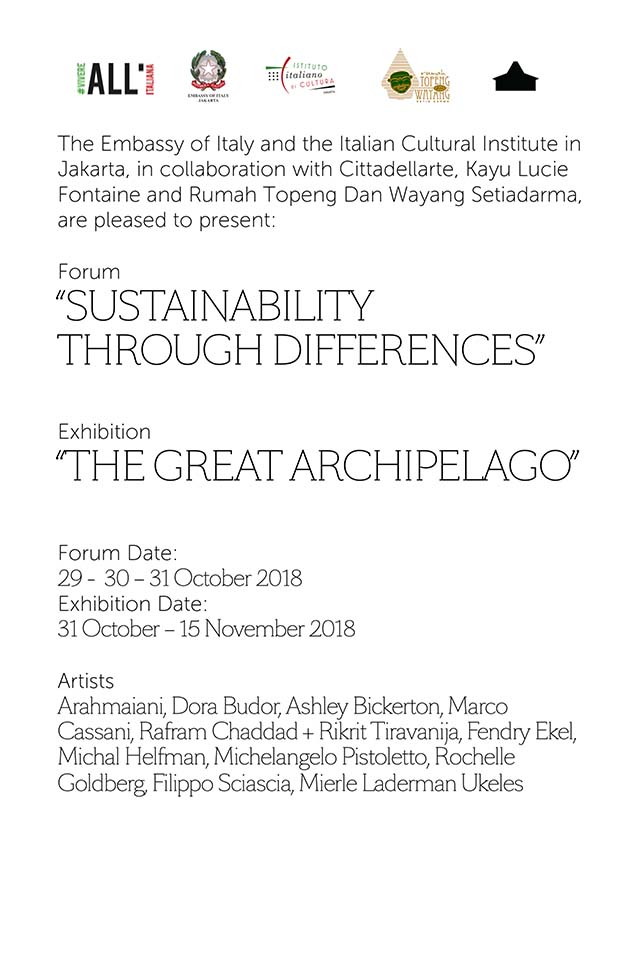 #VIVERE
ALL'
ITALIANA
EMBASSY OF ITALY
JAKARTA
ISTITUTO
italiano
DI CULTURA
TOPENG
WAYANG
SETIA DARMA
The Embassy of Italy and the Italian Cultural Institute in
Jakarta, in collaboration with Cittadellarte, Kayu Lucie
Fontaine and Rumah Topeng Dan Wayang Setiadarma,
are pleased to present:
Forum
“SUSTAINABILITY
THROUGH DIFFERENCES”
Exhibition
“THE GREAT ARCHIPELAGO”
Forum Date:
29 - 30 – 31 October 2018
Exhibition Date:
31 October – 15 November 2018
Artists
Arahmaiani, Dora Budor, Ashley Bickerton, Marco
Cassani, Rafram Chaddad + Rikrit Tiravanija, Fendry Ekel,
Michal Helfman, Michelangelo Pistoletto, Rochelle
Goldberg, Filippo Sciascia, Mierle Laderman Ukeles